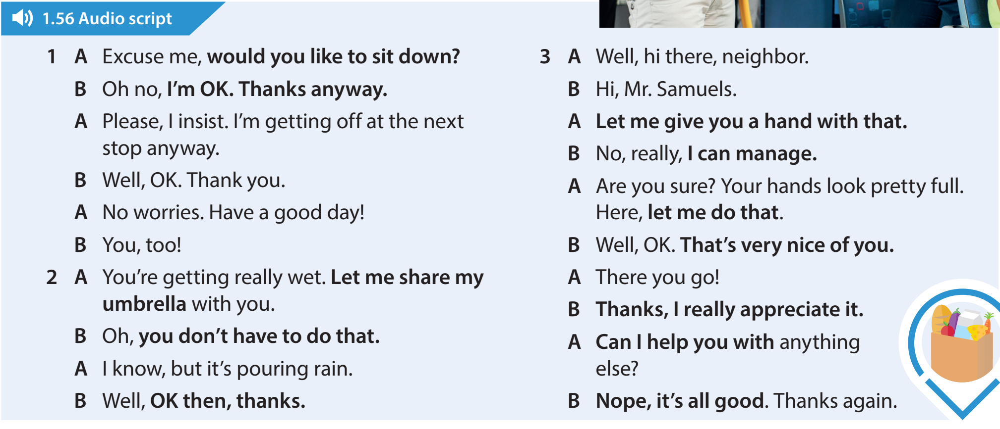 1.56 Audio script
1 A Excuse me, would you like to sit down?
B Oh no, I'm OK. Thanks anyway.
A Please, I insist. I'm getting off at the next
stop anyway.
B Well, OK. Thank you.
A No worries. Have a good day!
B You, too!
2 A You're getting really wet. Let me share my
umbrella with you.
B Oh, you don't have to do that.
A I know, but it's pouring rain.
B Well, OK then, thanks.
3 A Well, hi there, neighbor.
B Hi, Mr. Samuels.
A Let me give you a hand with that.
B No, really, I can manage.
A Are you sure? Your hands look pretty full.
Here, let me do that.
B Well, OK. That's very nice of you.
A There you go!
B Thanks, I really appreciate it.
A Can I help you with anything
else?
B Nope, it's all good. Thanks again.